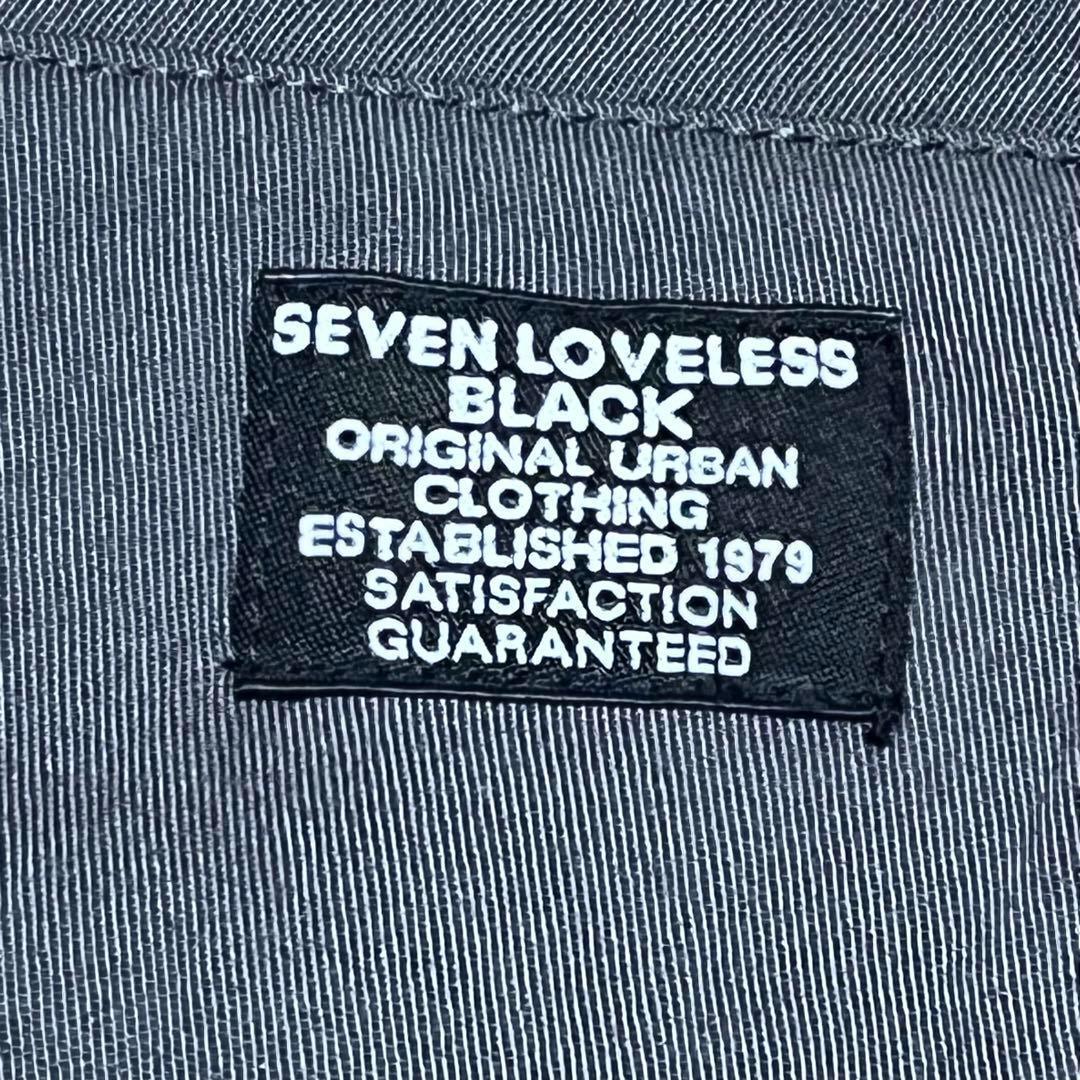 SEVEN LOVELESS
BLACK
ORIGINAL URBAN
CLOTHING
ESTABLISHED 1979
SATISFACTION
GUARANTEED